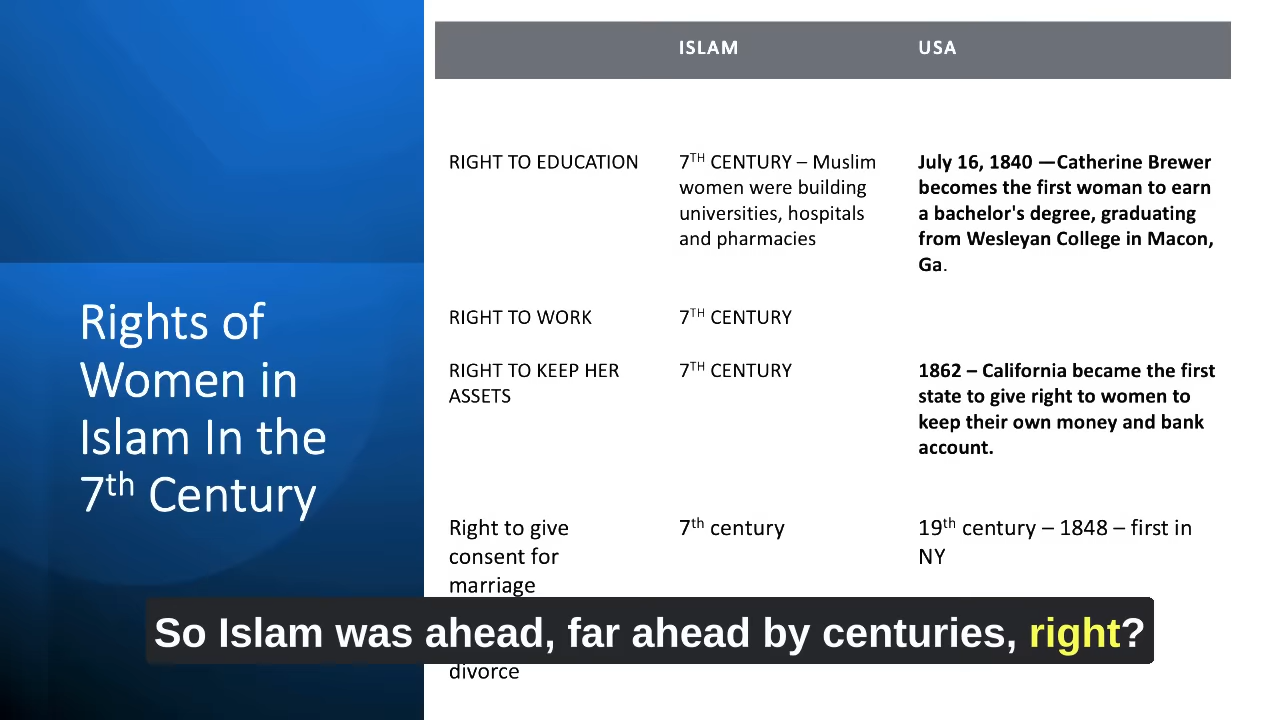 Rights of
Women in
Islam In the
7th Century
ISLAM
USA
RIGHT TO EDUCATION
7TH CENTURY – Muslim
women were building
universities, hospitals
and pharmacies
July 16, 1840 —Catherine Brewer
becomes the first woman to earn
a bachelor's degree, graduating
from Wesleyan College in Macon,
Ga.
RIGHT TO WORK
7TH CENTURY
RIGHT TO KEEP HER
ASSETS
7TH CENTURY
1862 – California became the first
state to give right to women to
keep their own money and bank
account.
Right to give
consent for
marriage
7th century
19th century – 1848 – first in
NY
So Islam was ahead, far ahead by centuries, right?
divorce